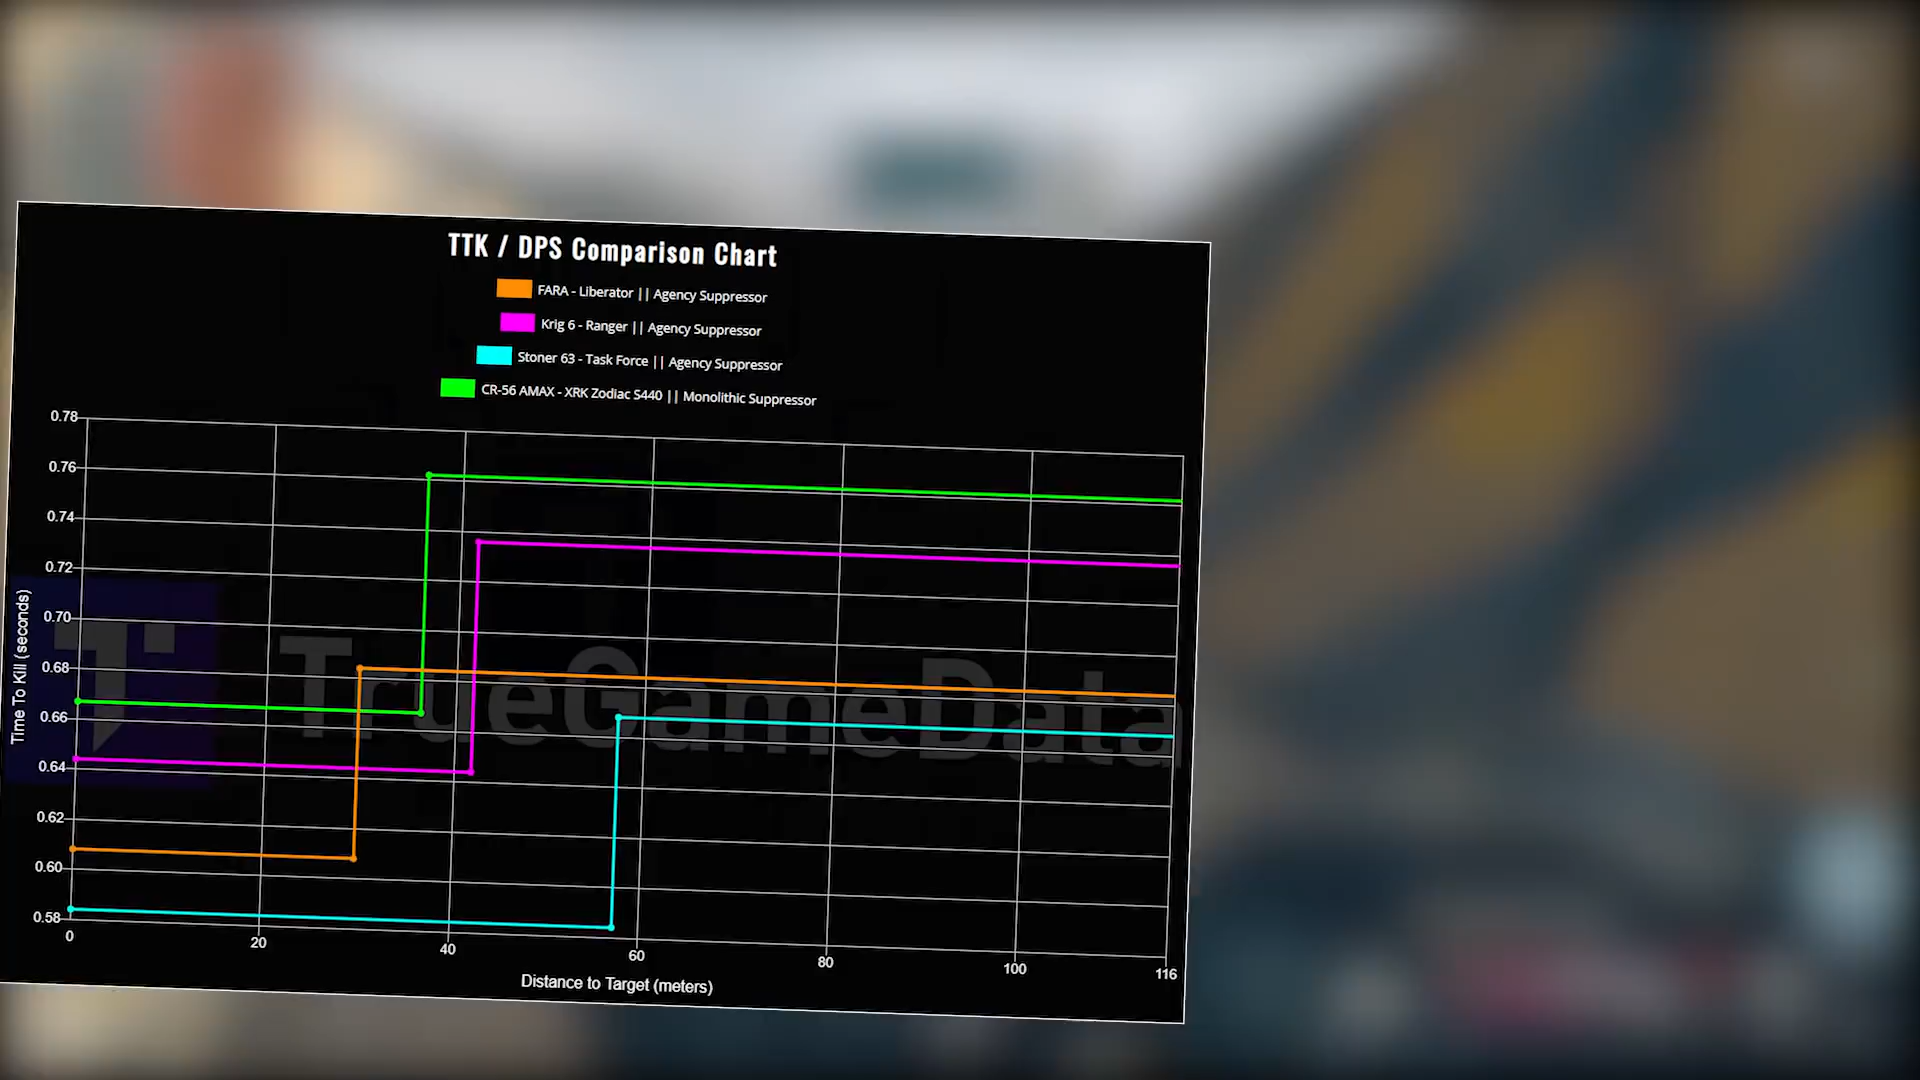 TTK / DPS Comparison Chart
FARA - Liberator || Agency Suppressor
Krig 6 - Ranger || Agency Suppressor
Stoner 63 - Task Force || Agency Suppressor
CR-56 AMAX - XRK Zodiac S440 || Monolithic Suppressor
0.78
0.76
0.74
0.72
0.70
0.68
0.66
0.64
0.62
0.60
0.58
Time To Kill (seconds)
TrueGameData
0 20 40 60 80 100 116
Distance to Target (meters)